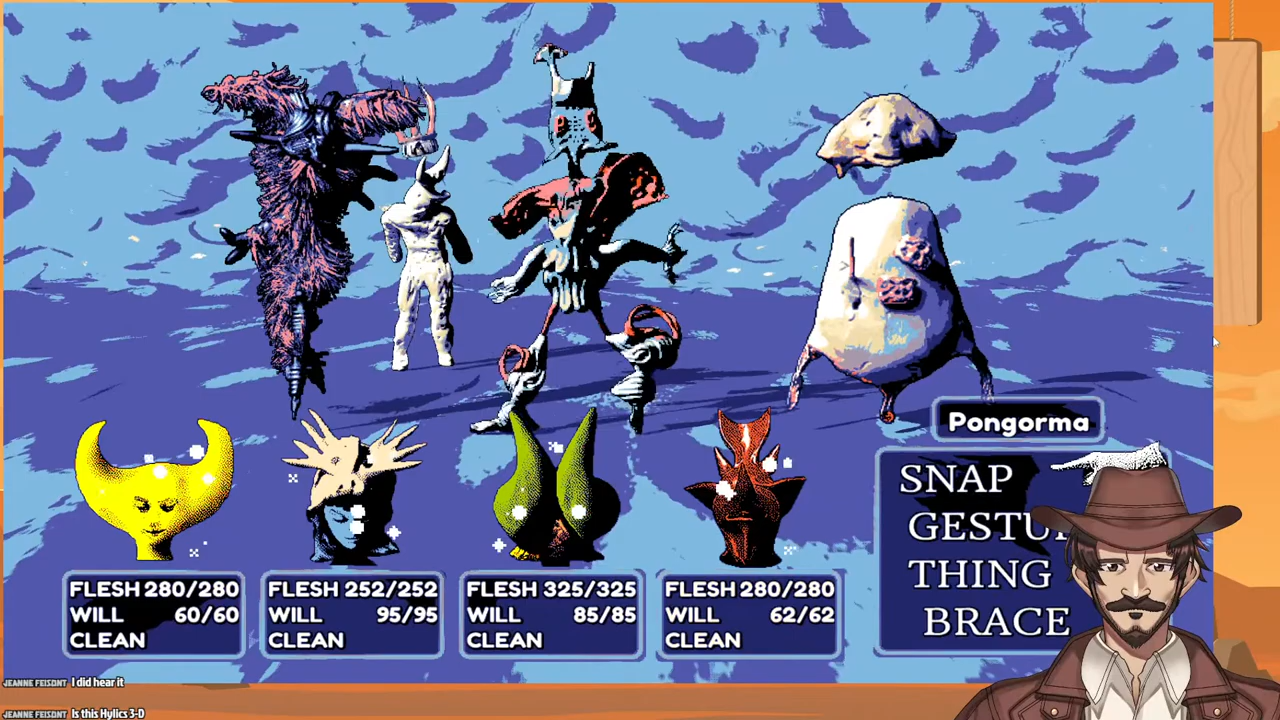 Pongorma
SNAP
GESTU
THING
BRACE
FLESH 280/280
WILL 60/60
CLEAN
FLESH 252/252
WILL 95/95
CLEAN
FLESH 325/325
WILL 85/85
CLEAN
FLESH 280/280
WILL 62/62
CLEAN
JEANNE FEISDNT I did hear it
JEANNE FEISDNT Is this Hylics 3-D